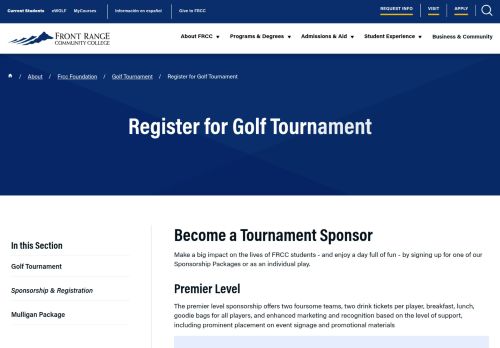 Current Students eWOLF MyCourses Información en español Give to FRCC REQUEST INFO VISIT APPLY
FRONT RANGE
COMMUNITY COLLEGE
About FRCC Programs & Degrees Admissions & Aid Student Experience Business & Community
/ About / Frcc Foundation / Golf Tournament / Register for Golf Tournament
Register for Golf Tournament
In this Section
Golf Tournament
Sponsorship & Registration
Mulligan Package
Become a Tournament Sponsor
Make a big impact on the lives of FRCC students - and enjoy a day full of fun - by signing up for one of our
Sponsorship Packages or as an individual play.
Premier Level
The premier level sponsorship offers two foursome teams, two drink tickets per player, breakfast, lunch,
goodie bags for all players, and enhanced marketing and recognition based on the level of support,
including prominent placement on event signage and promotional materials